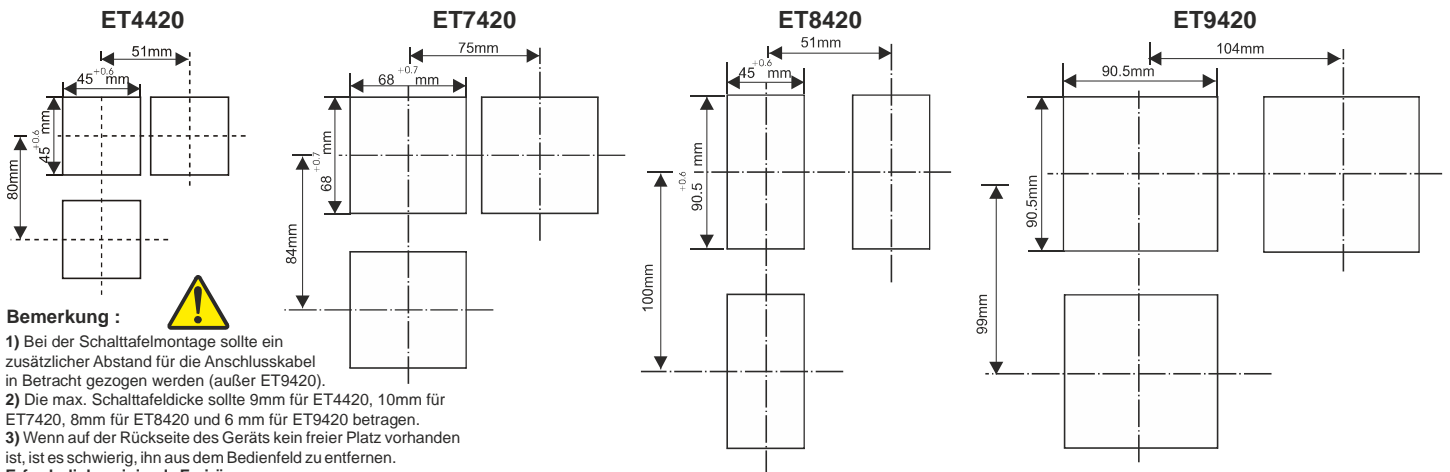 ET4420
ET7420
ET8420
ET9420
51mm
45 +0.6 mm
45 +0.6 mm
80mm
75mm
68 +0.7 mm
68 +0.7 mm
84mm
51mm
45 +0.6 mm
90.5 +0.6 mm
100mm
104mm
90.5mm
90.5mm
99mm
Bemerkung :
1) Bei der Schalttafelmontage sollte ein
zusätzlicher Abstand für die Anschlusskabel
in Betracht gezogen werden (außer ET9420).
2) Die max. Schalttafeldicke sollte 9mm für ET4420, 10mm für
ET7420, 8mm für ET8420 und 6 mm für ET9420 betragen.
3) Wenn auf der Rückseite des Geräts kein freier Platz vorhanden
ist, ist es schwierig, ihn aus dem Bedienfeld zu entfernen.